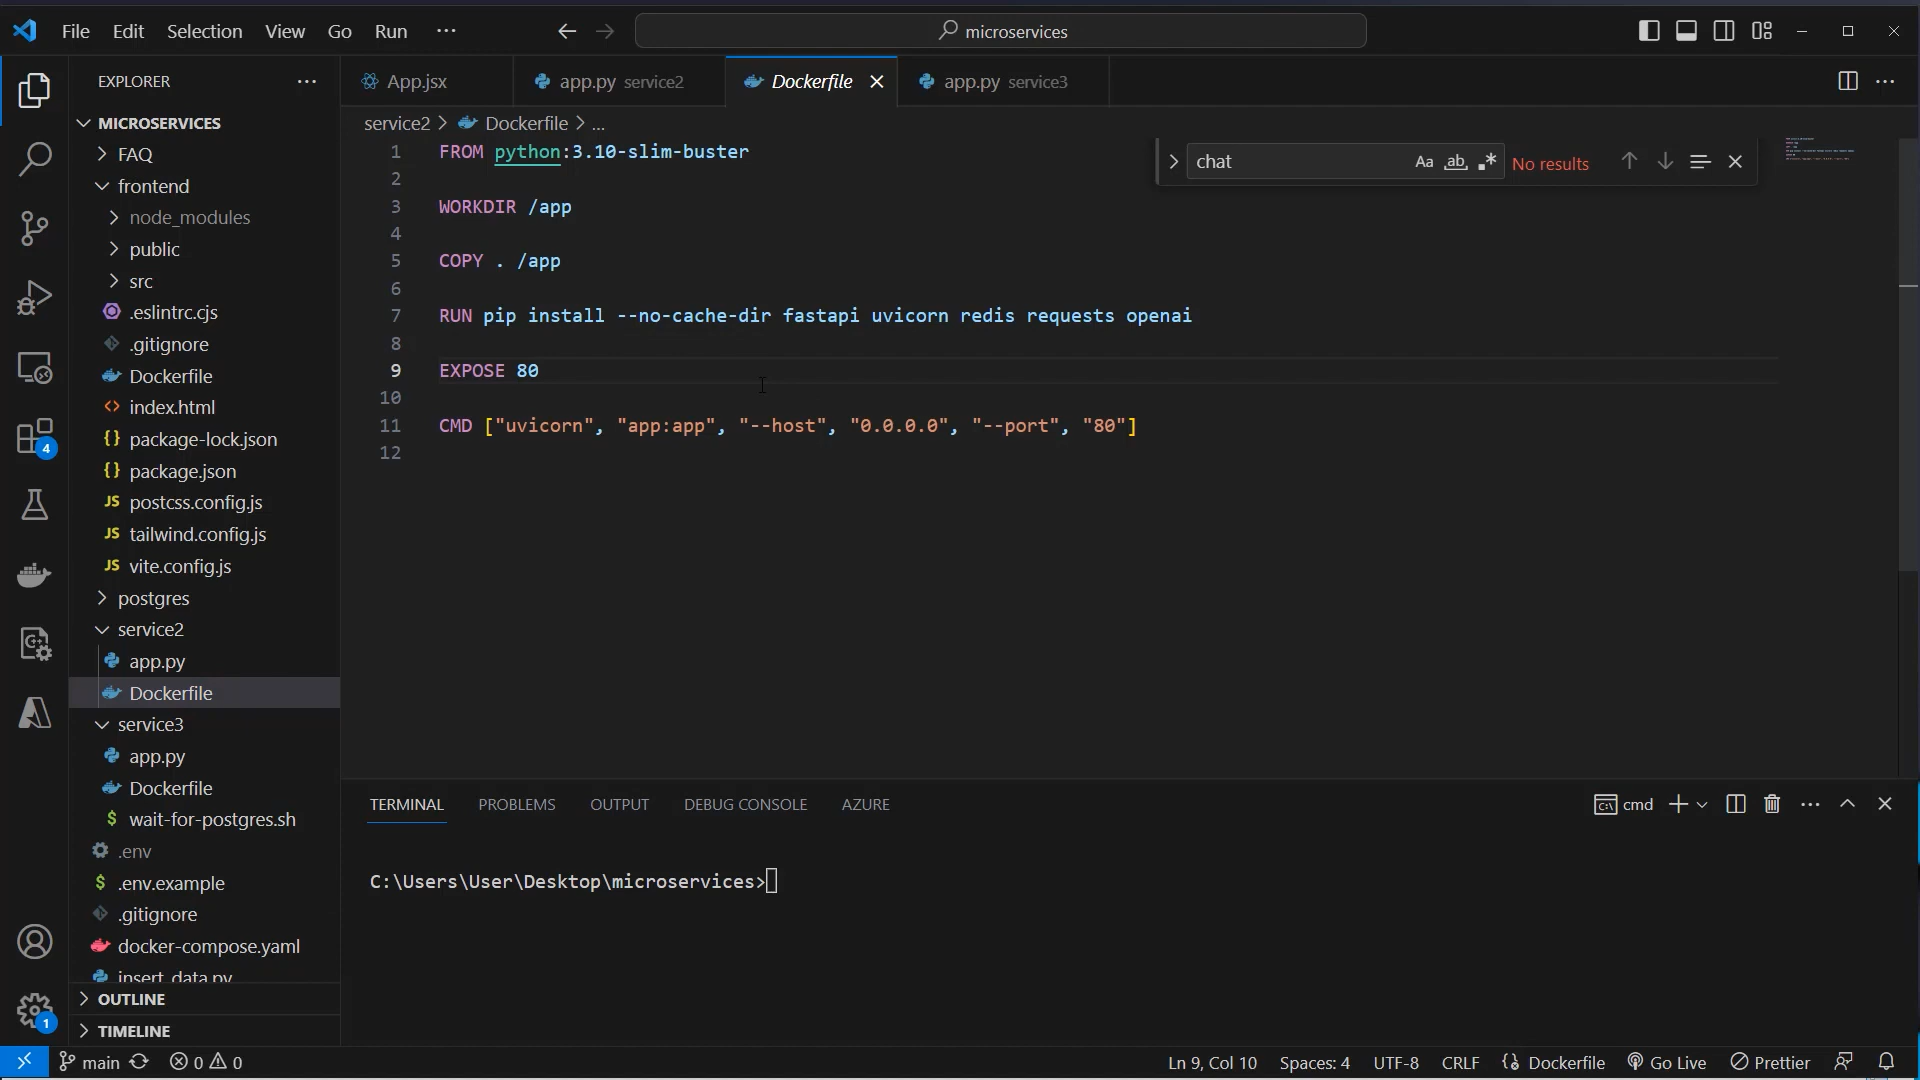 File Edit Selection View Go Run ··· microservices
EXPLORER ···
MICROSERVICES
FAQ
frontend
node_modules
public
src
.eslintrc.cjs
.gitignore
Dockerfile
index.html
package-lock.json
package.json
postcss.config.js
tailwind.config.js
vite.config.js
postgres
service2
app.py
Dockerfile
service3
app.py
Dockerfile
wait-for-postgres.sh
.env
.env.example
.gitignore
docker-compose.yaml
insert_data.py
OUTLINE
TIMELINE
4
1
App.jsx app.py service2 Dockerfile app.py service3
service2 > Dockerfile > ...
chat Aa ab .* No results
1 FROM python:3.10-slim-buster
2
3 WORKDIR /app
4
5 COPY . /app
6
7 RUN pip install --no-cache-dir fastapi uvicorn redis requests openai
8
9 EXPOSE 80
10
11 CMD ["uvicorn", "app:app", "--host", "0.0.0.0", "--port", "80"]
12
TERMINAL PROBLEMS OUTPUT DEBUG CONSOLE AZURE cmd
C:\Users\User\Desktop\microservices>
main 0 0 Ln 9, Col 10 Spaces: 4 UTF-8 CRLF Dockerfile Go Live Prettier